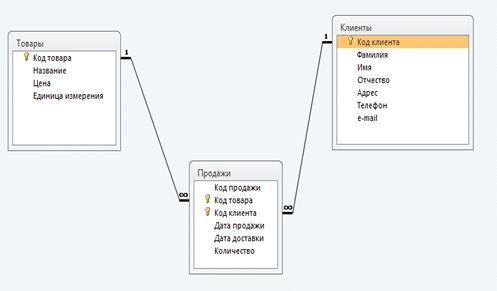 Товары
Код товара
Название
Цена
Единица измерения
1
∞
Клиенты
Код клиента
Фамилия
Имя
Отчество
Адрес
Телефон
e-mail
1
∞
Продажи
Код продажи
Код товара
Код клиента
Дата продажи
Дата доставки
Количество